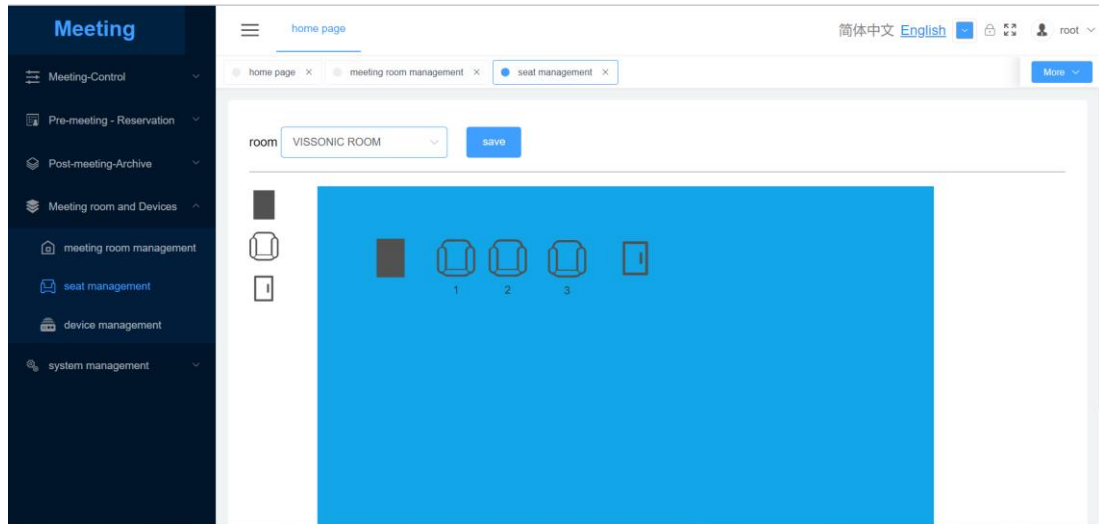 Meeting
home page
简体中文 English
root
Meeting-Control
home page
meeting room management
seat management
More
Pre-meeting - Reservation
room VISSONIC ROOM save
Post-meeting-Archive
Meeting room and Devices
meeting room management
seat management
device management
system management
1 2 3